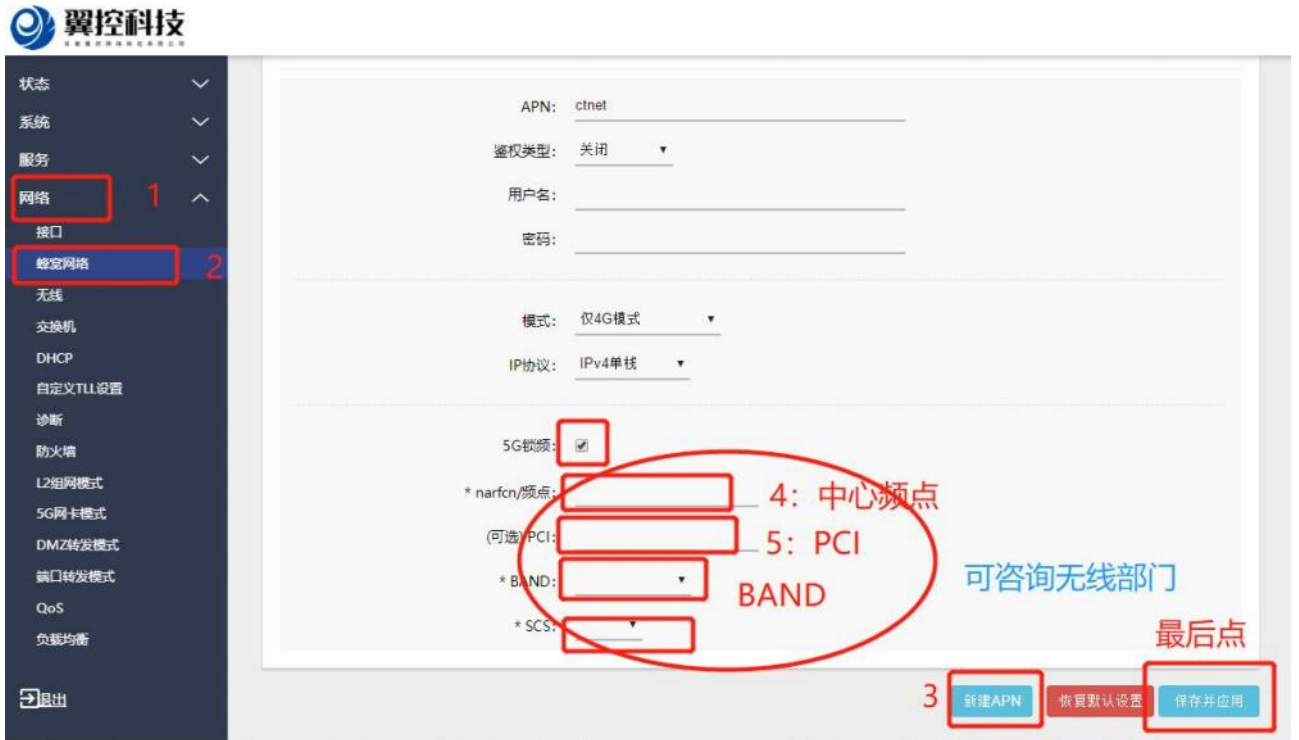 翼控科技
状态
系统
服务
网络
1
接口
蜂窝网络
2
无线
交换机
DHCP
自定义TLL设置
诊断
防火墙
L2组网模式
5G网卡模式
DMZ转发模式
端口转发模式
QoS
负载均衡
退出
APN: ctnet
鉴权类型: 关闭
用户名:
密码:
模式: 仅4G模式
IP协议: IPv4单栈
5G锁频:
* narfcn/频点:
4：中心频点
(可选)PCI:
5：PCI
* BAND:
BAND
可咨询无线部门
* SCS:
最后点
3
新建APN
恢复默认设置
保存并应用